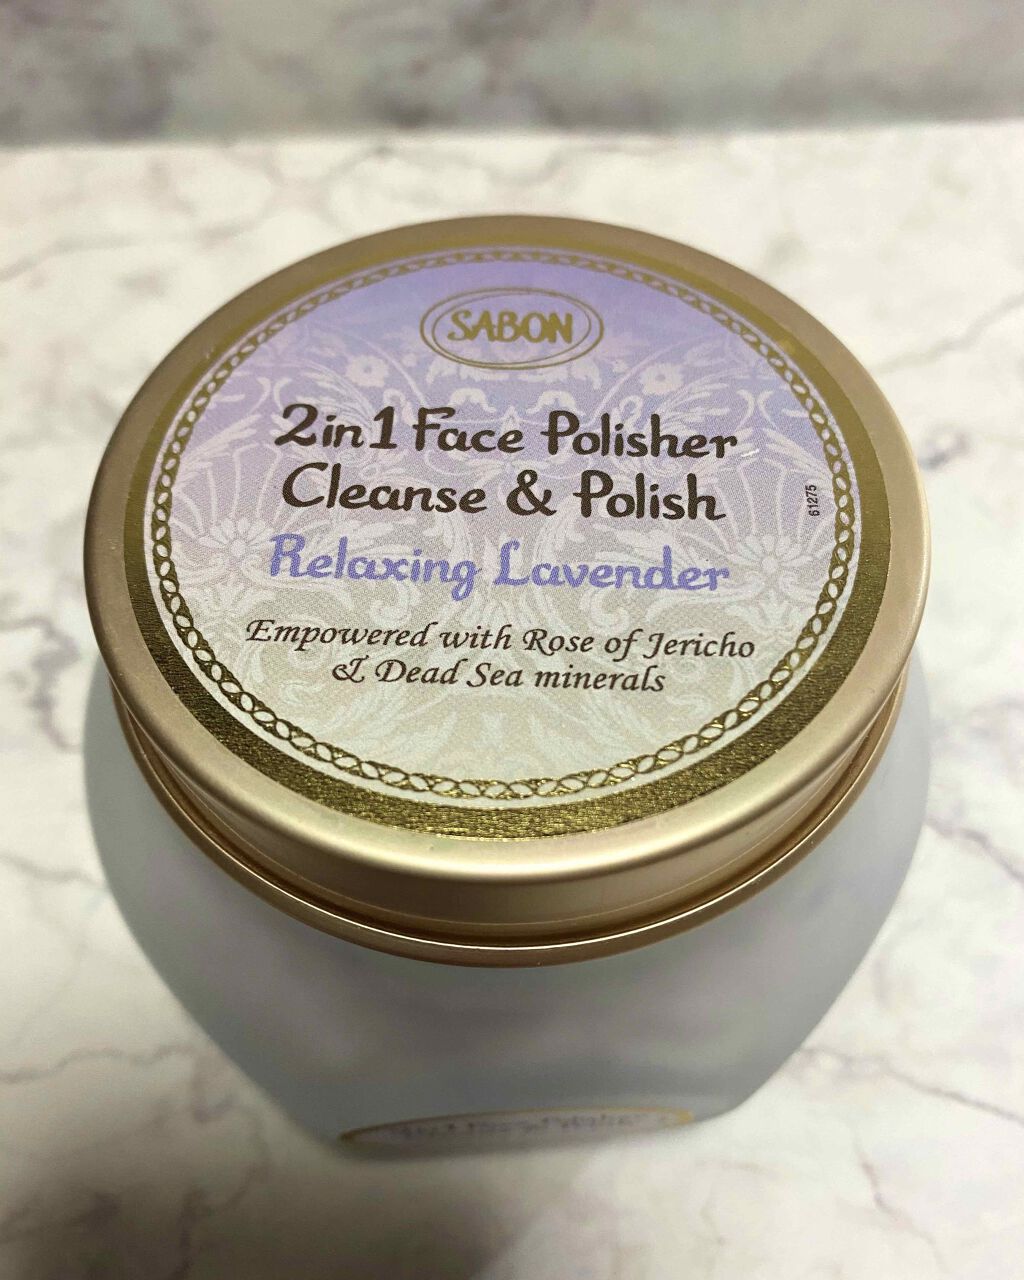 SABON
2in1 Face Polisher
Cleanse & Polish
61275
Relaxing Lavender
Empowered with Rose of Jericho
& Dead Sea minerals